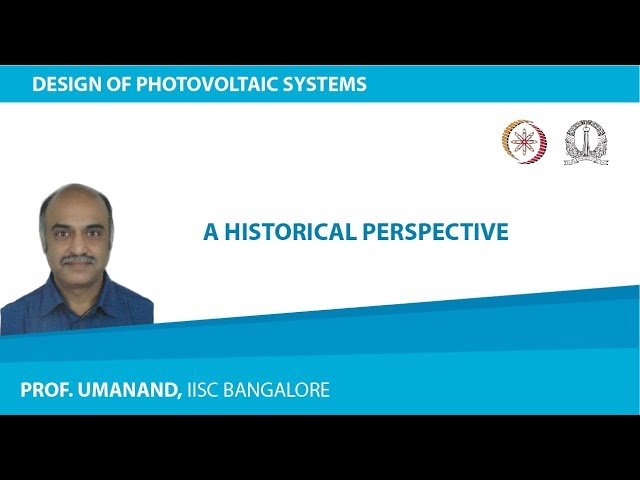 DESIGN OF PHOTOVOLTAIC SYSTEMS
A HISTORICAL PERSPECTIVE
PROF. UMANAND, IISC BANGALORE